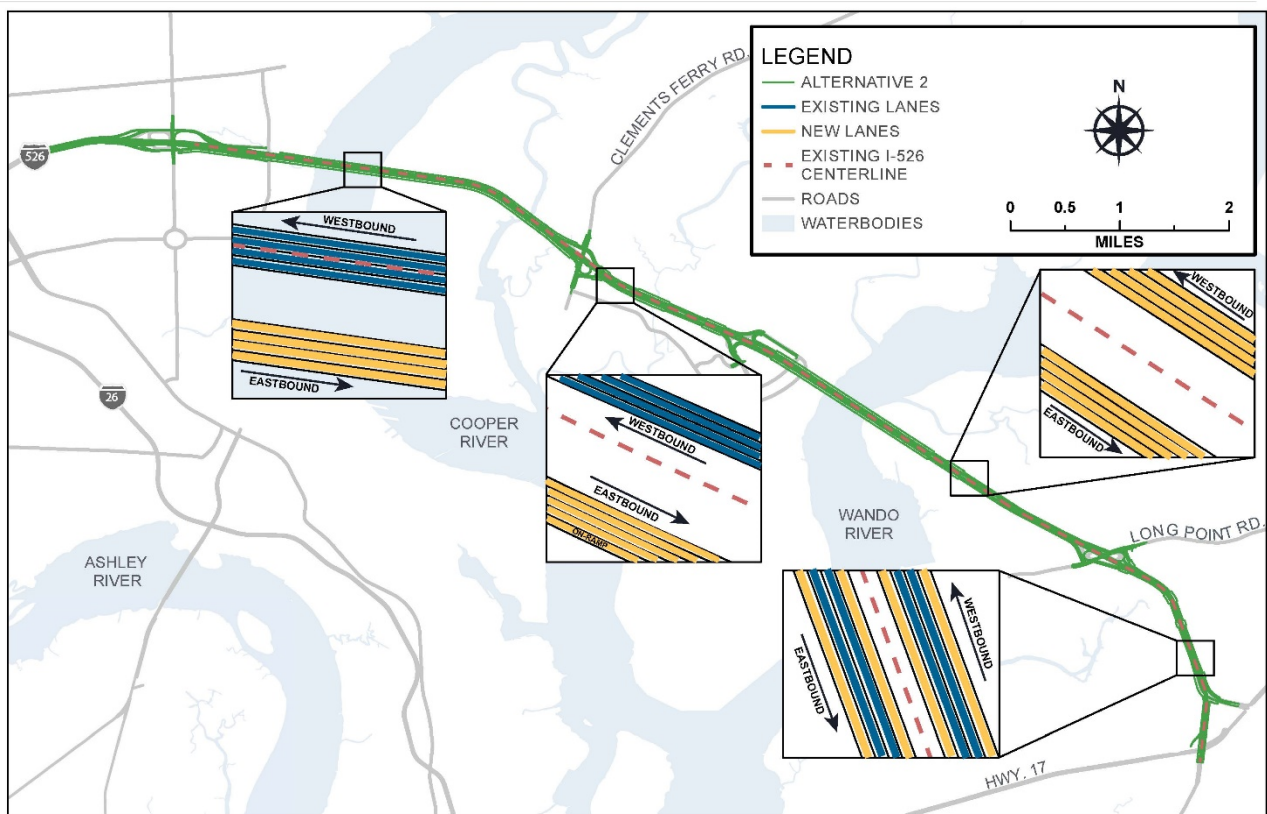 LEGEND
ALTERNATIVE 2
EXISTING LANES
NEW LANES
EXISTING I-526
CENTERLINE
ROADS
WATERBODIES
N
0 0.5 1 2
MILES
CLEMENTS FERRY RD.
526
WESTBOUND
EASTBOUND
26
COOPER
RIVER
WESTBOUND
EASTBOUND
ON-RAMP
WESTBOUND
EASTBOUND
WANDO
RIVER
LONG POINT RD.
ASHLEY
RIVER
WESTBOUND
EASTBOUND
HWY. 17